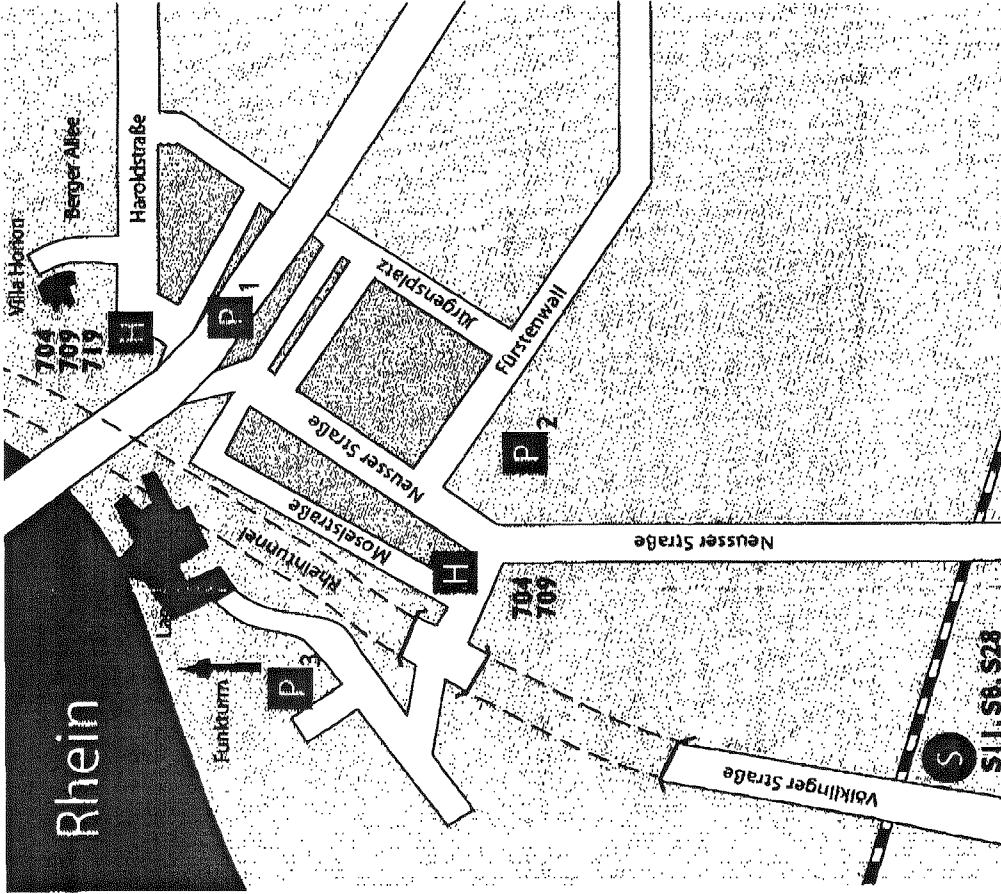 Rhein
Villa Horion
Berger Allee
Haroldstraße
704
709
719
H
P 1
Jürgensplatz
Fürstenwall
P 2
Neusser Straße
Moselstraße
Rheintunnel
H
704
709
Neusser Straße
Funkturm
P 3
Völklinger Straße
S
S11, S8, S28